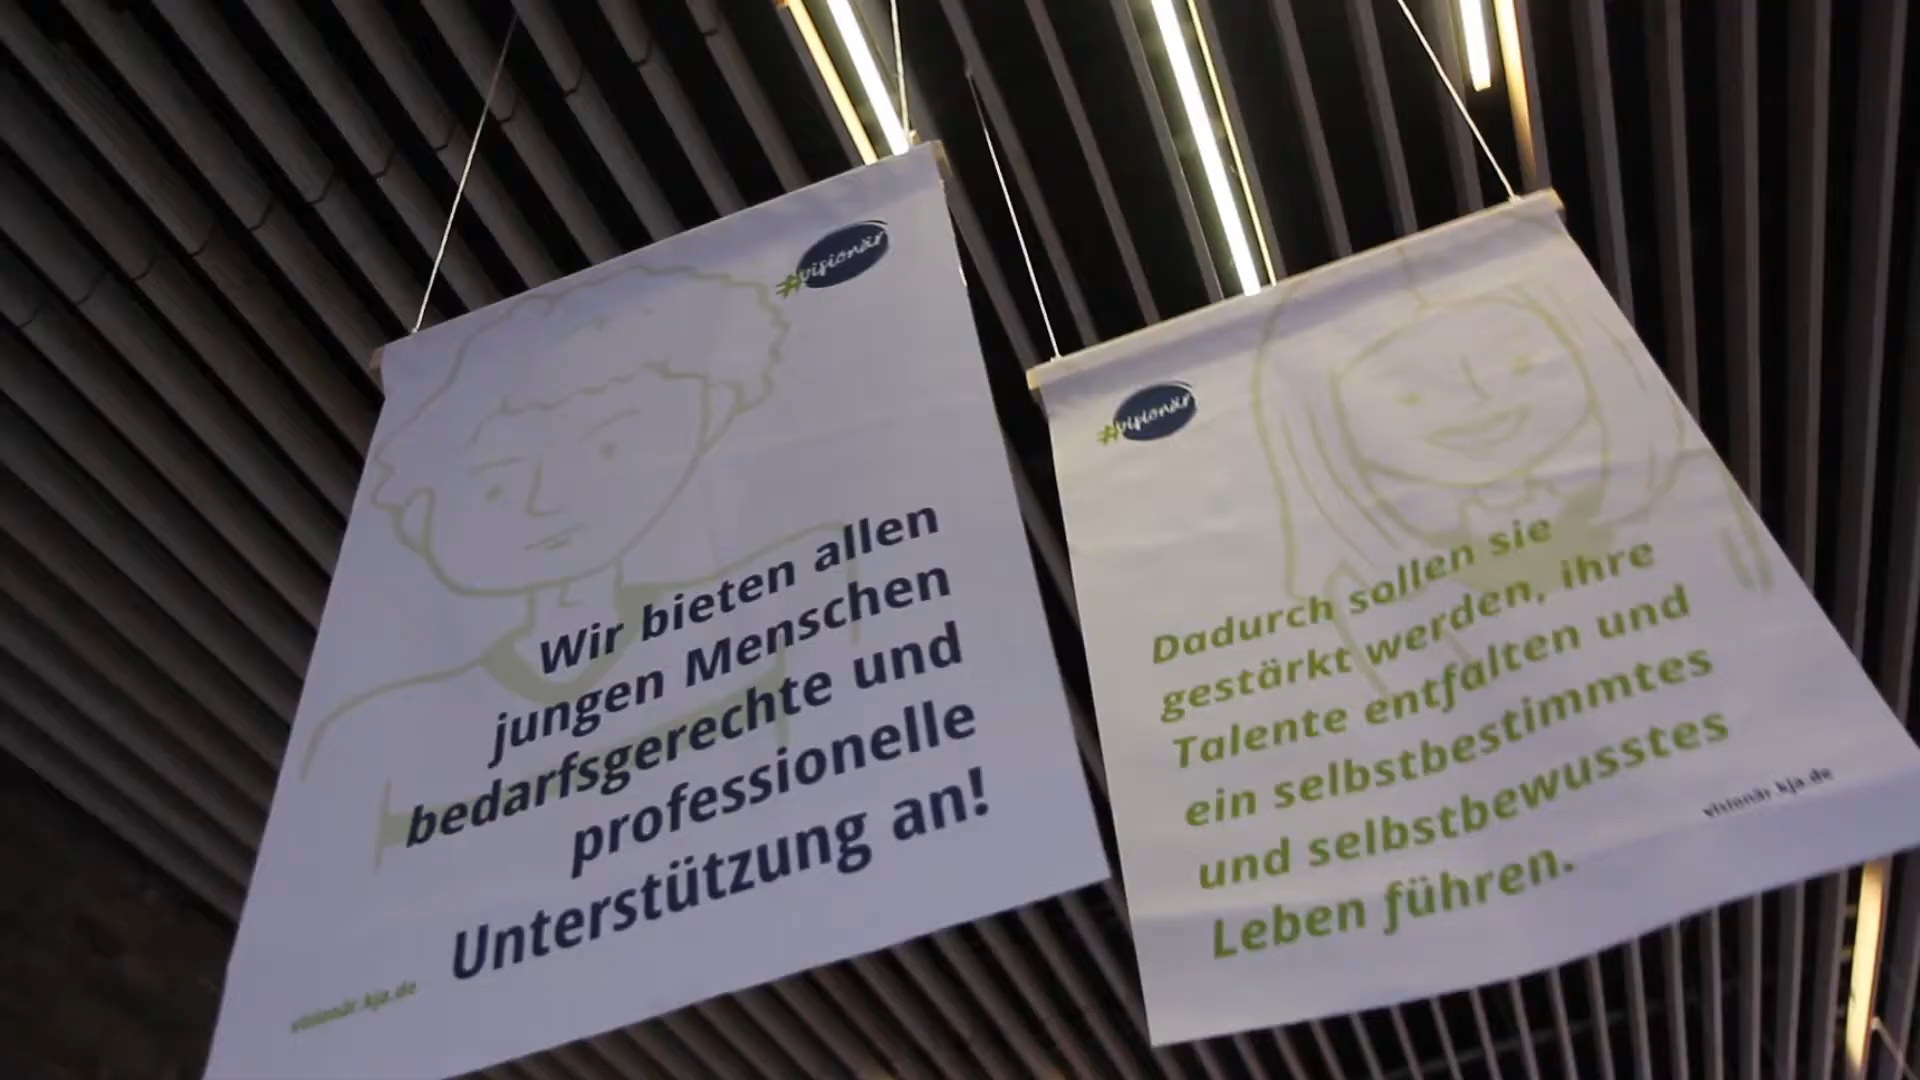 #visionär
Wir bieten allen
jungen Menschen
bedarfsgerechte und
professionelle
Unterstützung an!
visionär.kja.de
#visionär
Dadurch sollen sie
gestärkt werden, ihre
Talente entfalten und
ein selbstbestimmtes
und selbstbewusstes
Leben führen.
visionär.kja.de